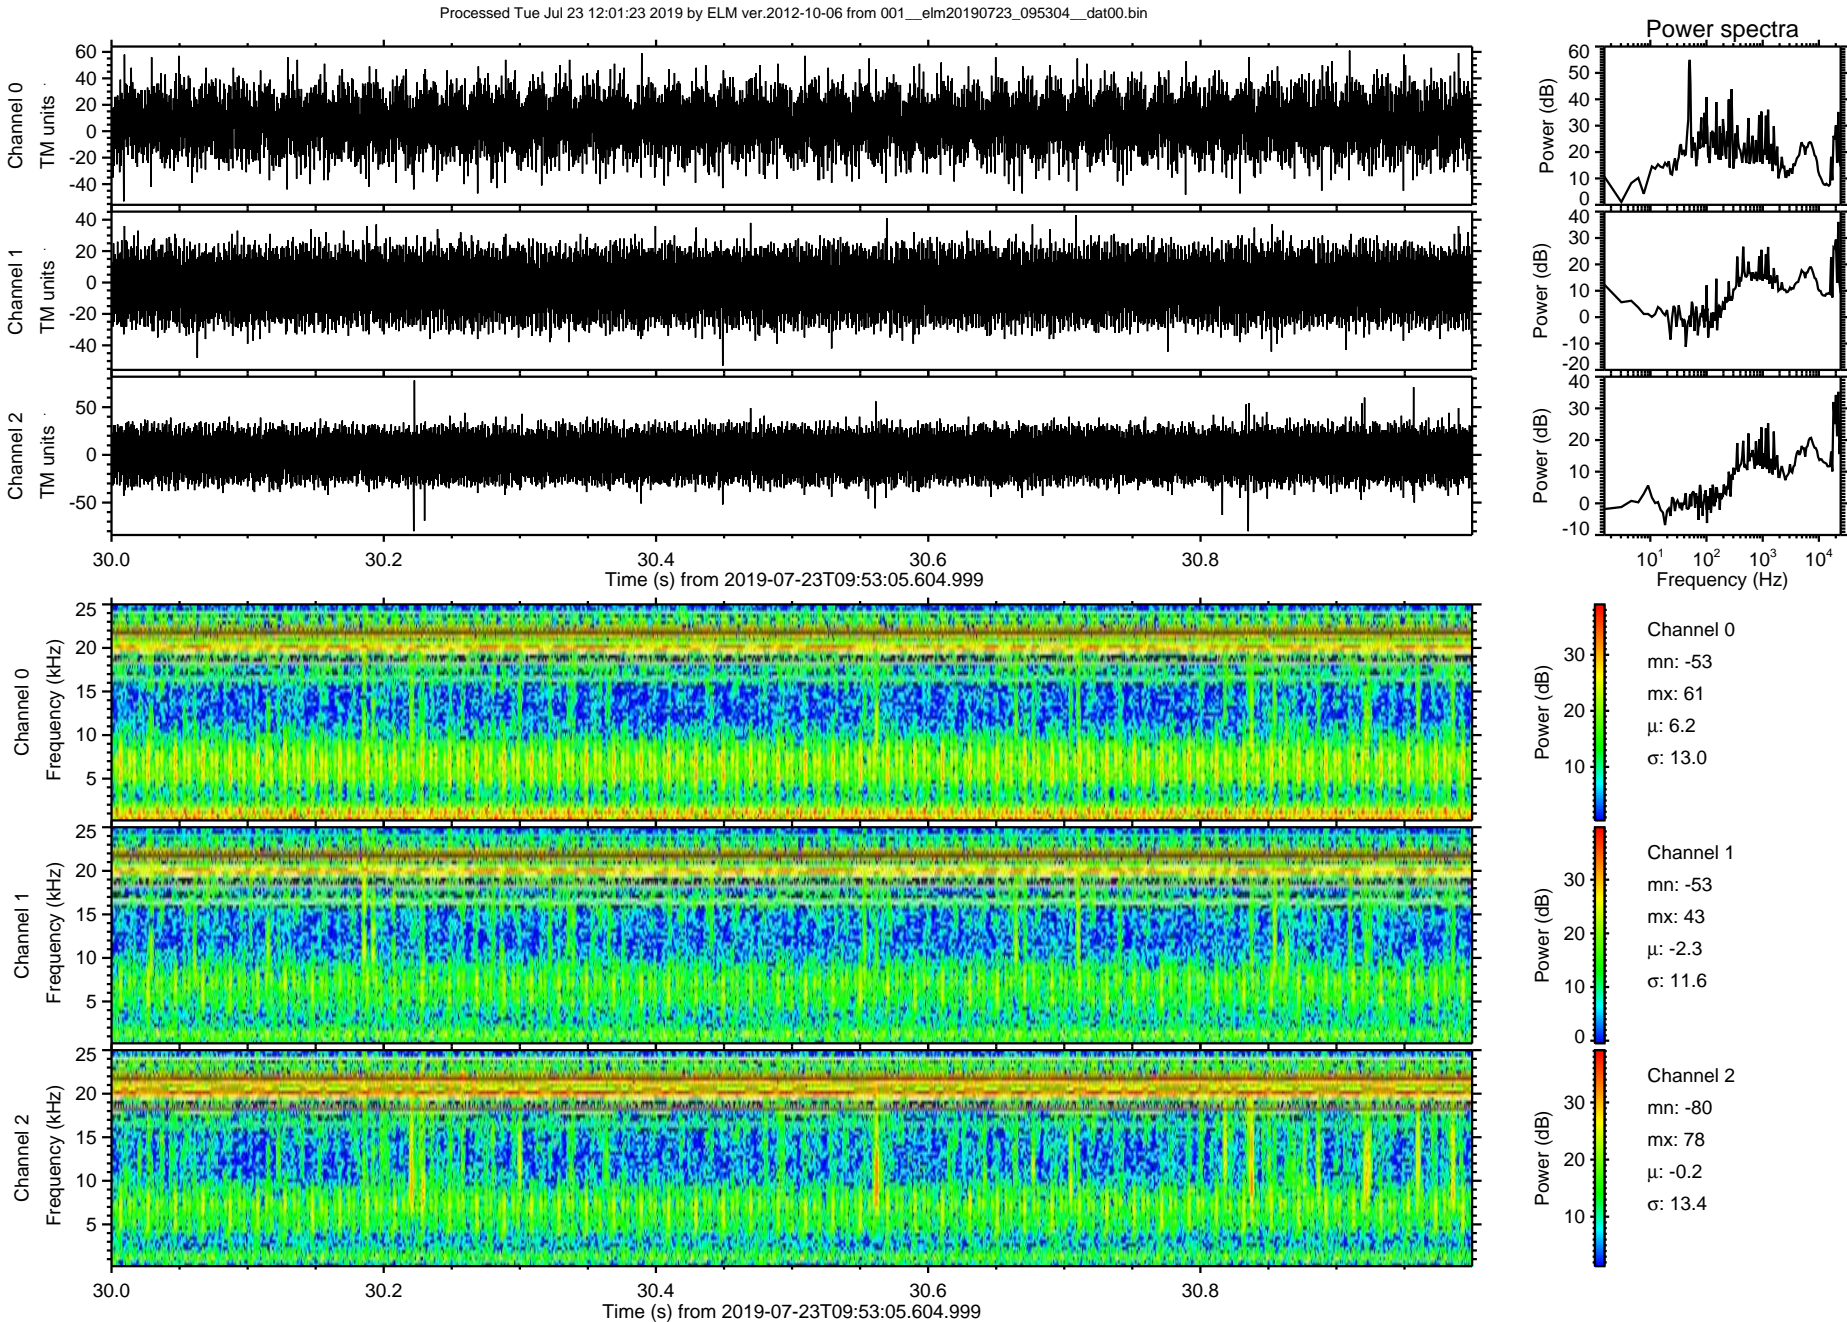 Processed Tue Jul 23 12:01:23 2019 by ELM ver.2012-10-06 from 001__elm20190723_095304__dat00.bin
Power spectra
Channel 0
TM units
60
40
20
0
-20
-40
Power (dB)
60
50
40
30
20
10
0
Channel 1
TM units
40
20
0
-20
-40
Power (dB)
40
30
20
10
0
-10
-20
Channel 2
TM units
50
0
-50
Power (dB)
40
30
20
10
0
-10
30.0 30.2 30.4 30.6 30.8
Time (s) from 2019-07-23T09:53:05.604.999
10¹ 10² 10³ 10⁴
Frequency (Hz)
Channel 0
Frequency (kHz)
25
20
15
10
5
Power (dB)
30
20
10
Channel 0
mn: -53
mx: 61
μ: 6.2
σ: 13.0
Channel 1
Frequency (kHz)
25
20
15
10
5
Power (dB)
30
20
10
0
Channel 1
mn: -53
mx: 43
μ: -2.3
σ: 11.6
Channel 2
Frequency (kHz)
25
20
15
10
5
Power (dB)
30
20
10
Channel 2
mn: -80
mx: 78
μ: -0.2
σ: 13.4
30.0 30.2 30.4 30.6 30.8
Time (s) from 2019-07-23T09:53:05.604.999